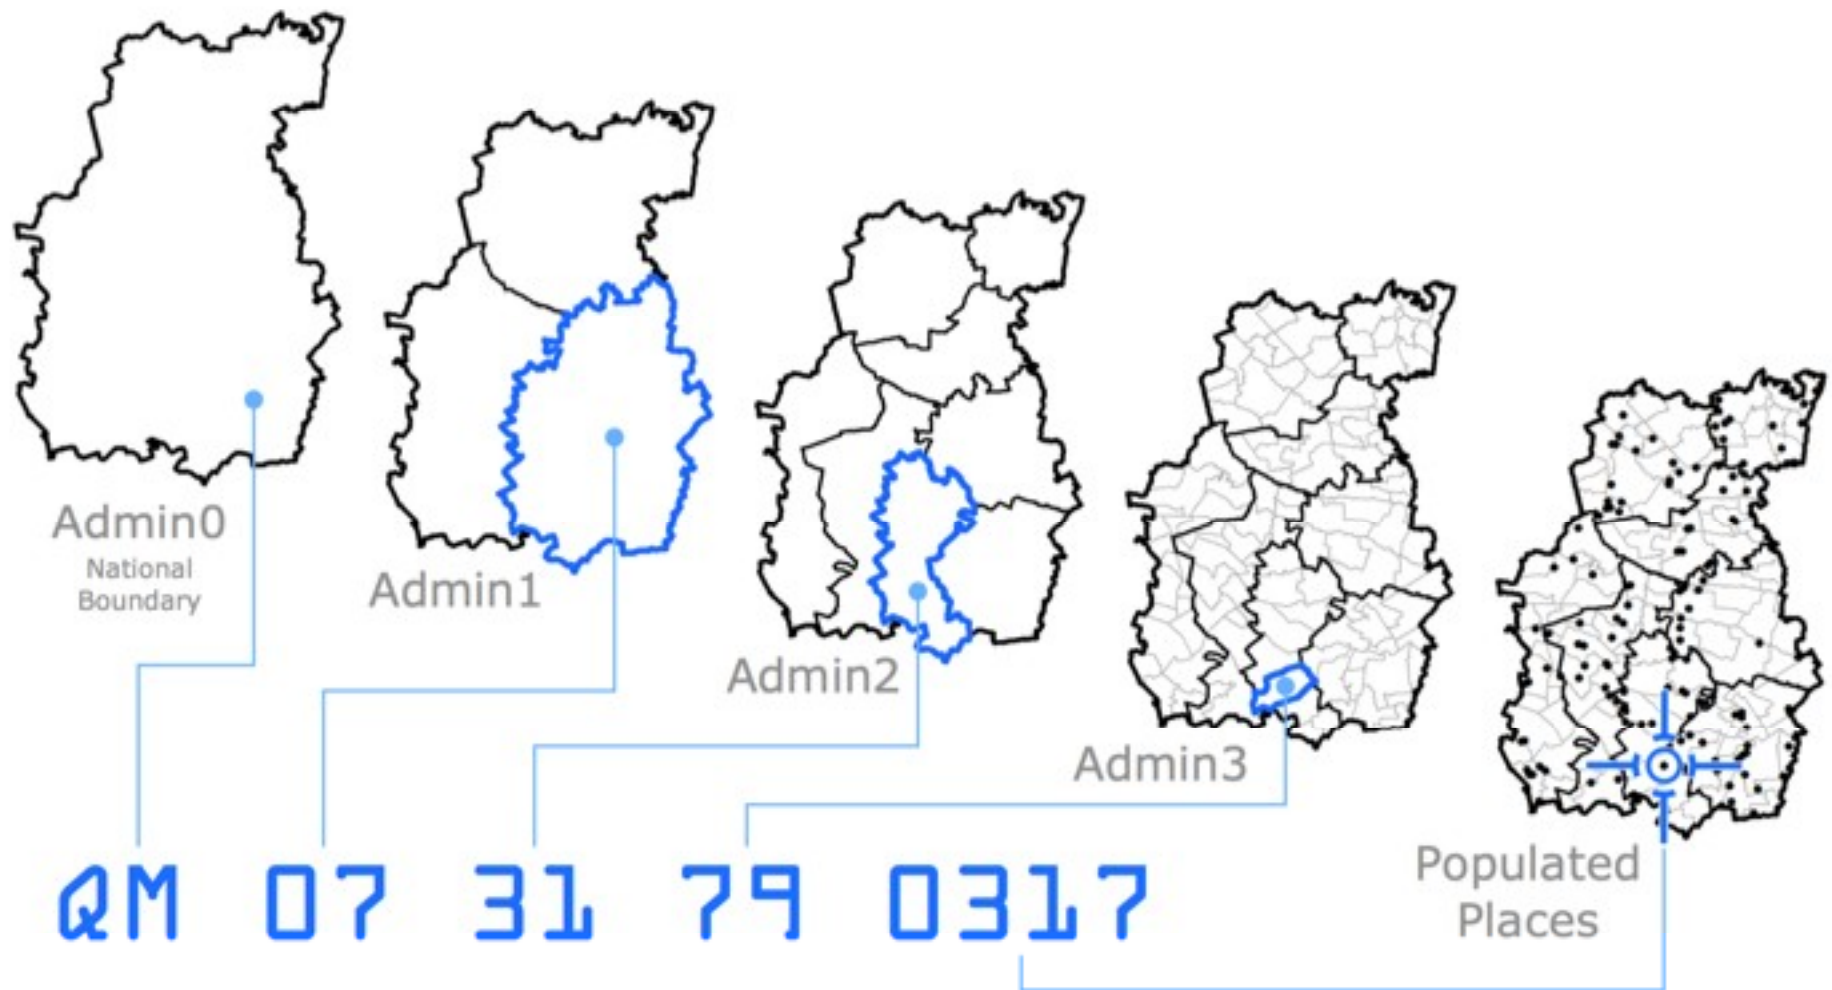 Admin0
National
Boundary
Admin1
Admin2
Admin3
Populated
Places
QM 07 31 79 0317